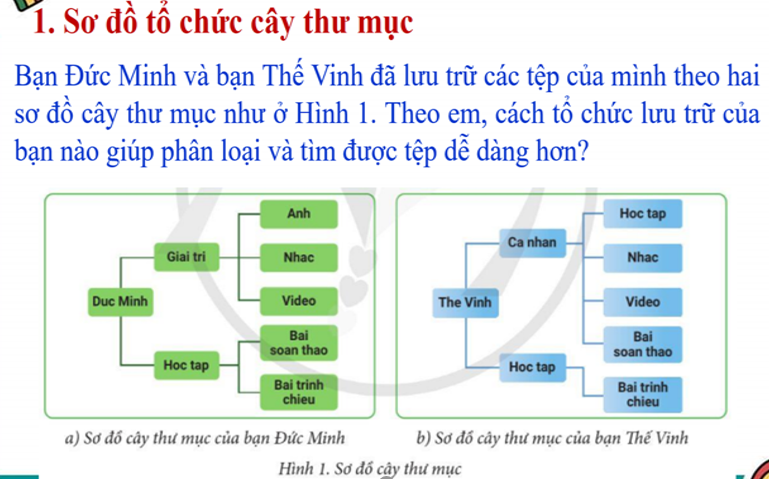 1. Sơ đồ tổ chức cây thư mục
Bạn Đức Minh và bạn Thế Vinh đã lưu trữ các tệp của mình theo hai
sơ đồ cây thư mục như ở Hình 1. Theo em, cách tổ chức lưu trữ của
bạn nào giúp phân loại và tìm được tệp dễ dàng hơn?
Duc Minh
Giai tri
Anh
Nhac
Video
Hoc tap
Bai
soan thao
Bai trinh
chieu
The Vinh
Ca nhan
Hoc tap
Nhac
Video
Bai
soan thao
Hoc tap
Bai trinh
chieu
a) Sơ đồ cây thư mục của bạn Đức Minh
b) Sơ đồ cây thư mục của bạn Thế Vinh
Hình 1. Sơ đồ cây thư mục